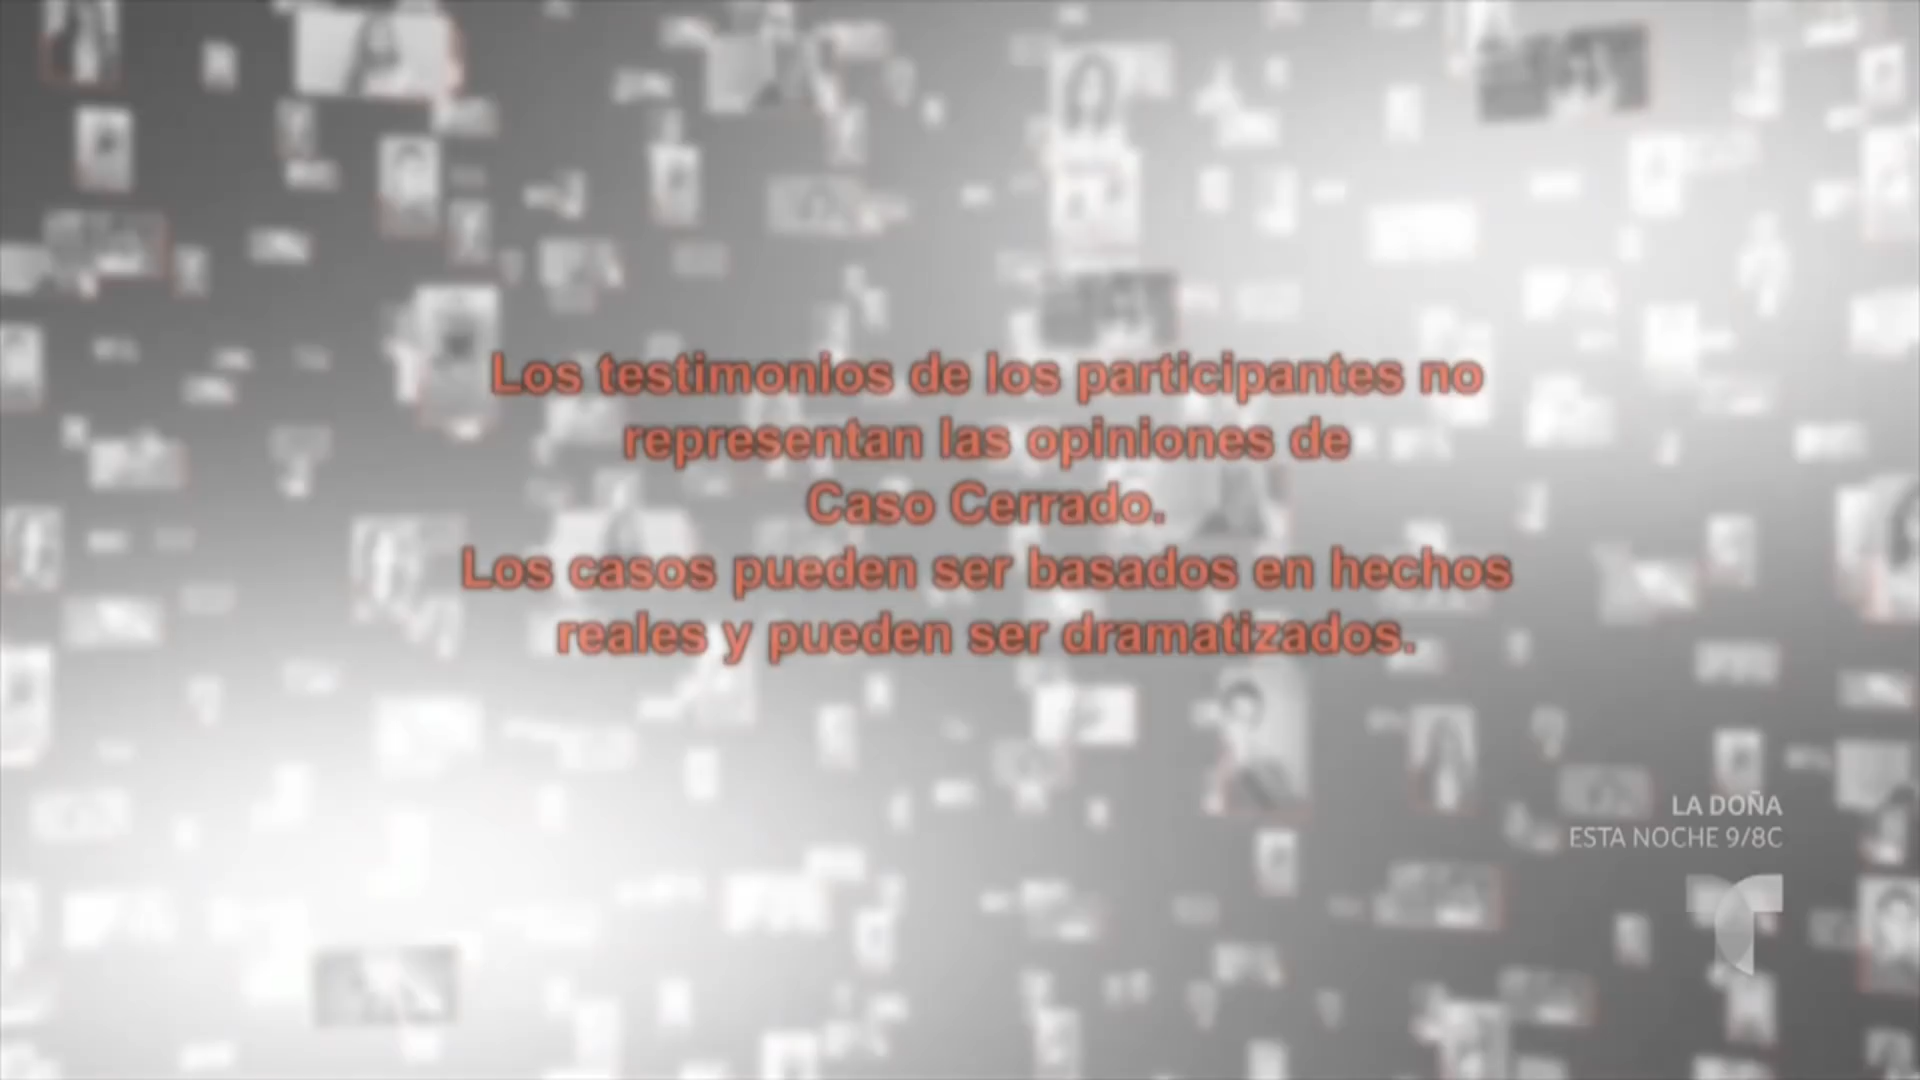 Los testimonios de los participantes no
representan las opiniones de
Caso Cerrado.
Los casos pueden ser basados en hechos
reales y pueden ser dramatizados.
LA DOÑA
ESTA NOCHE 9/8C